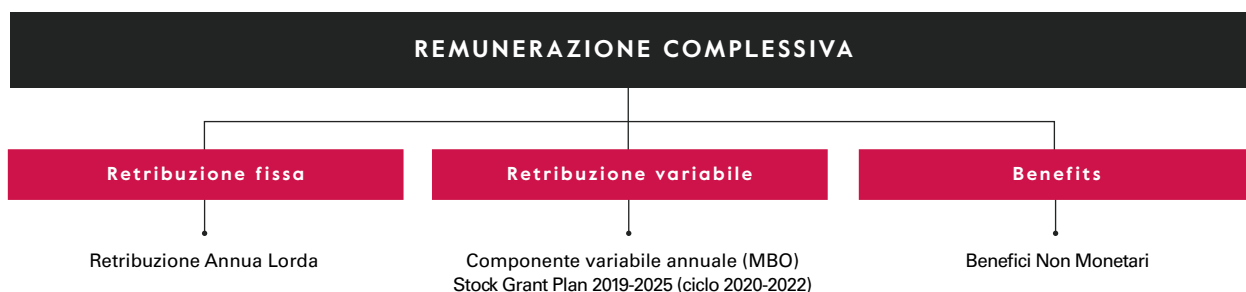 REMUNERAZIONE COMPLESSIVA
Retribuzione fissa
Retribuzione variabile
Benefits
Retribuzione Annua Lorda
Componente variabile annuale (MBO)
Stock Grant Plan 2019-2025 (ciclo 2020-2022)
Benefici Non Monetari